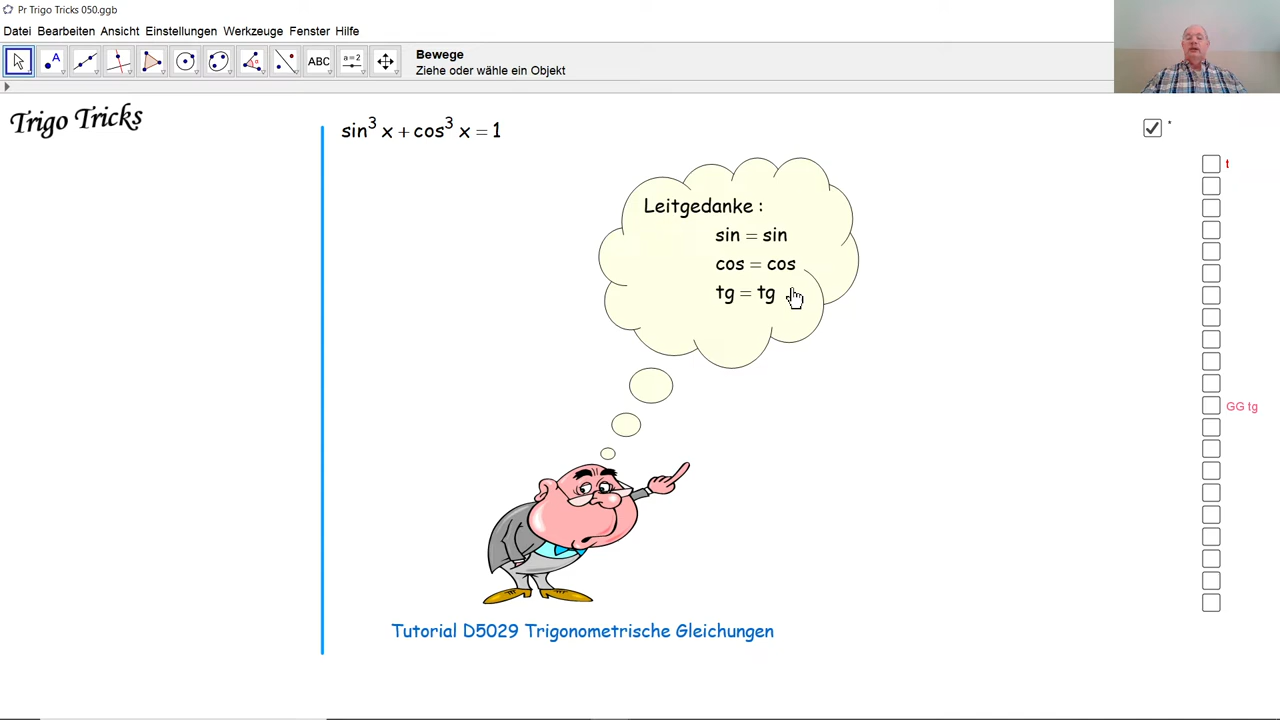 Pr Trigo Tricks 050.ggb
Datei Bearbeiten Ansicht Einstellungen Werkzeuge Fenster Hilfe
A
ABC
a=2
Bewege
Ziehe oder wähle ein Objekt
Trigo Tricks
sin³ x + cos³ x = 1
*
t
Leitgedanke :
sin = sin
cos = cos
tg = tg
GG tg
Tutorial D5029 Trigonometrische Gleichungen